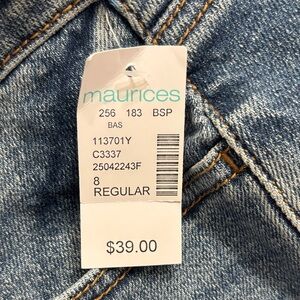 maurices
256 183 BSP
BAS
113701Y
C3337
25042243F
8
REGULAR
$39.00